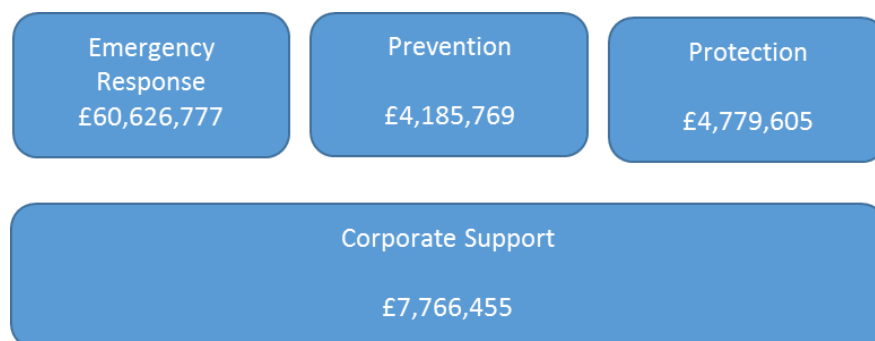 Emergency
Response
£60,626,777
Prevention
£4,185,769
Protection
£4,779,605
Corporate Support
£7,766,455